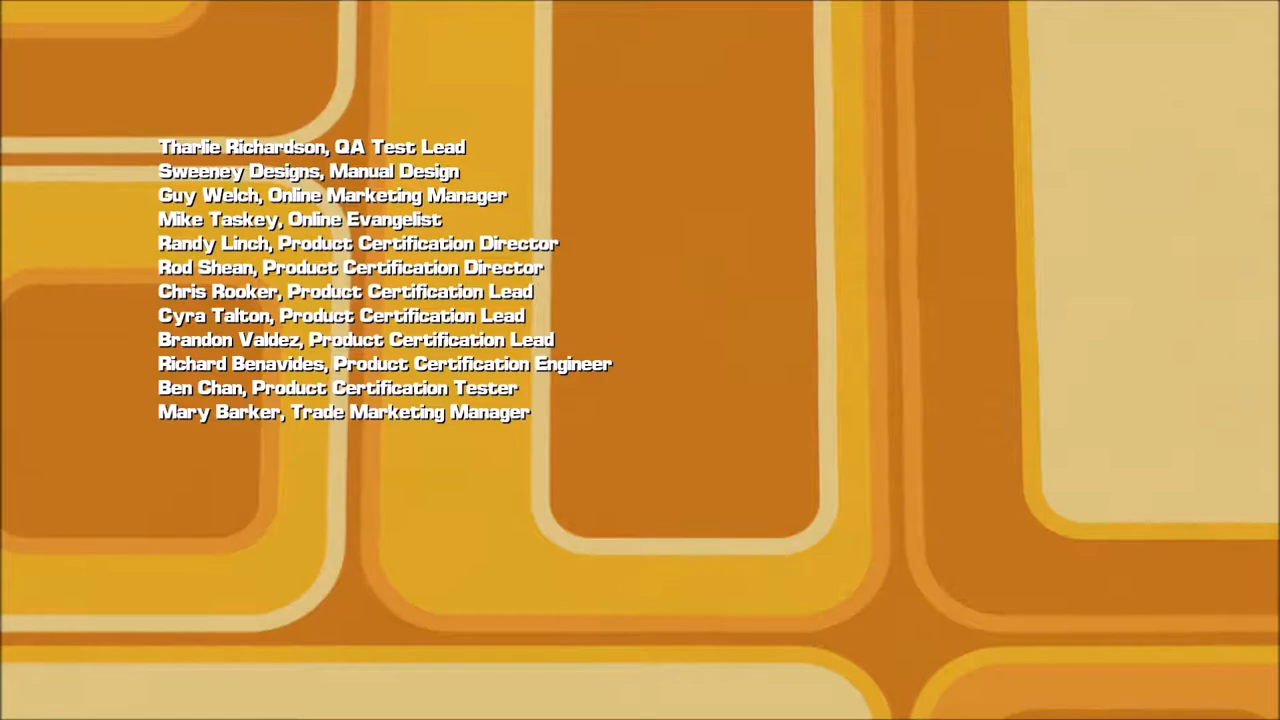 Tharlie Richardson, QA Test Lead
Sweeney Designs, Manual Design
Guy Welch, Online Marketing Manager
Mike Taskey, Online Evangelist
Randy Linch, Product Certification Director
Rod Shean, Product Certification Director
Chris Rooker, Product Certification Lead
Cyra Talton, Product Certification Lead
Brandon Valdez, Product Certification Lead
Richard Benavides, Product Certification Engineer
Ben Chan, Product Certification Tester
Mary Barker, Trade Marketing Manager